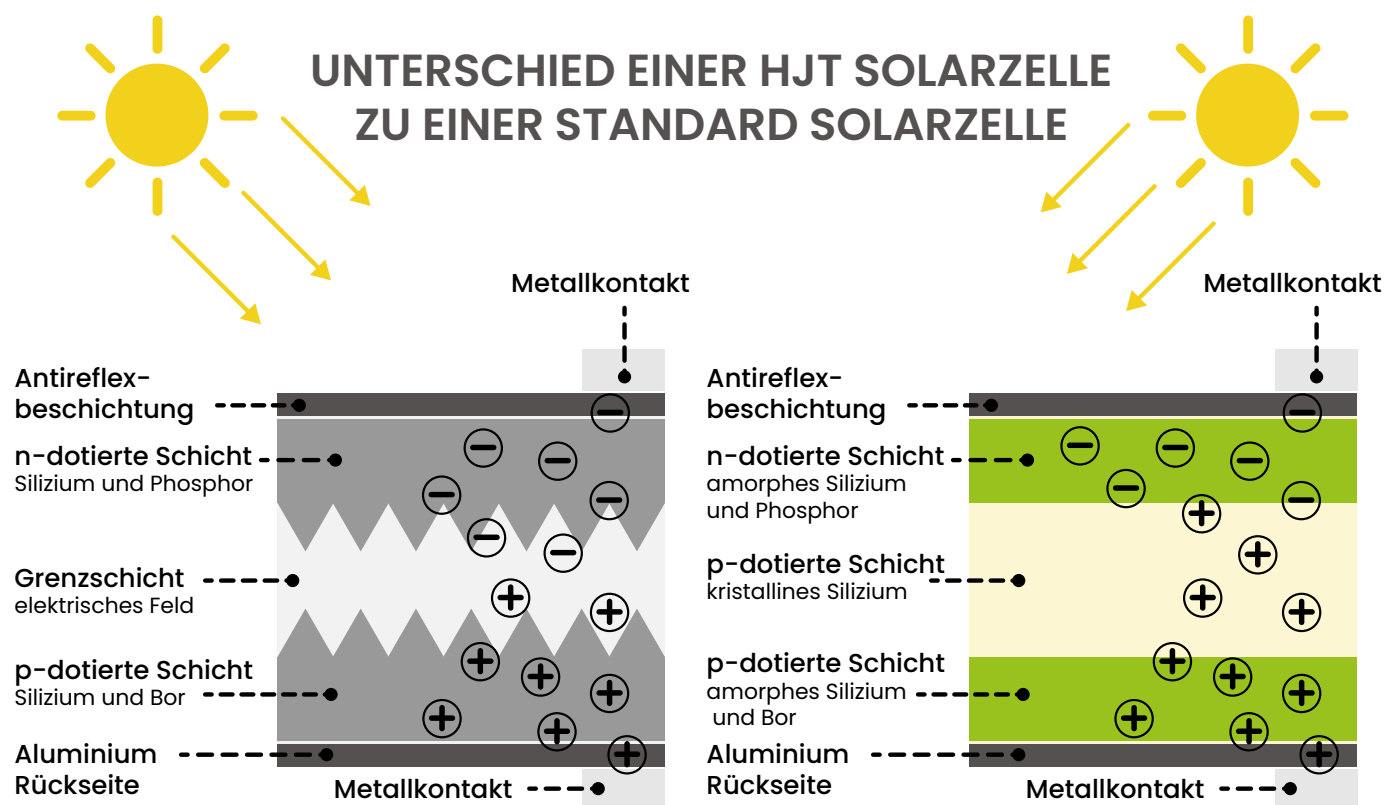 UNTERSCHIED EINER HJT SOLARZELLE
ZU EINER STANDARD SOLARZELLE
Metallkontakt
Antireflex-
beschichtung
n-dotierte Schicht
Silizium und Phosphor
Grenzschicht
elektrisches Feld
p-dotierte Schicht
Silizium und Bor
Aluminium
Rückseite
Metallkontakt
Metallkontakt
Antireflex-
beschichtung
n-dotierte Schicht
amorphes Silizium
und Phosphor
p-dotierte Schicht
kristallines Silizium
p-dotierte Schicht
amorphes Silizium
und Bor
Aluminium
Rückseite
Metallkontakt